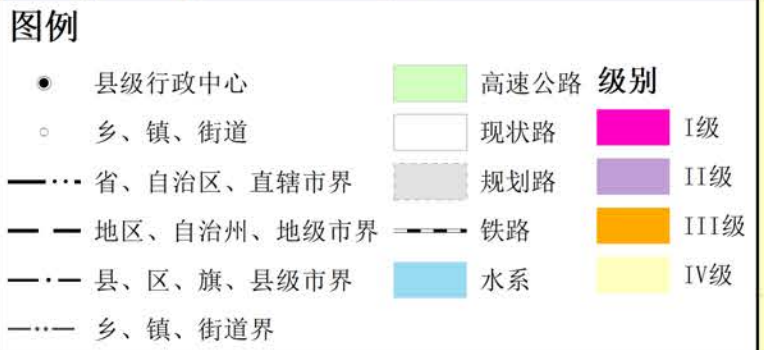 图例
县级行政中心
乡、镇、街道
省、自治区、直辖市界
地区、自治州、地级市界
县、区、旗、县级市界
乡、镇、街道界
高速公路
现状路
规划路
铁路
水系
级别
I级
II级
III级
IV级